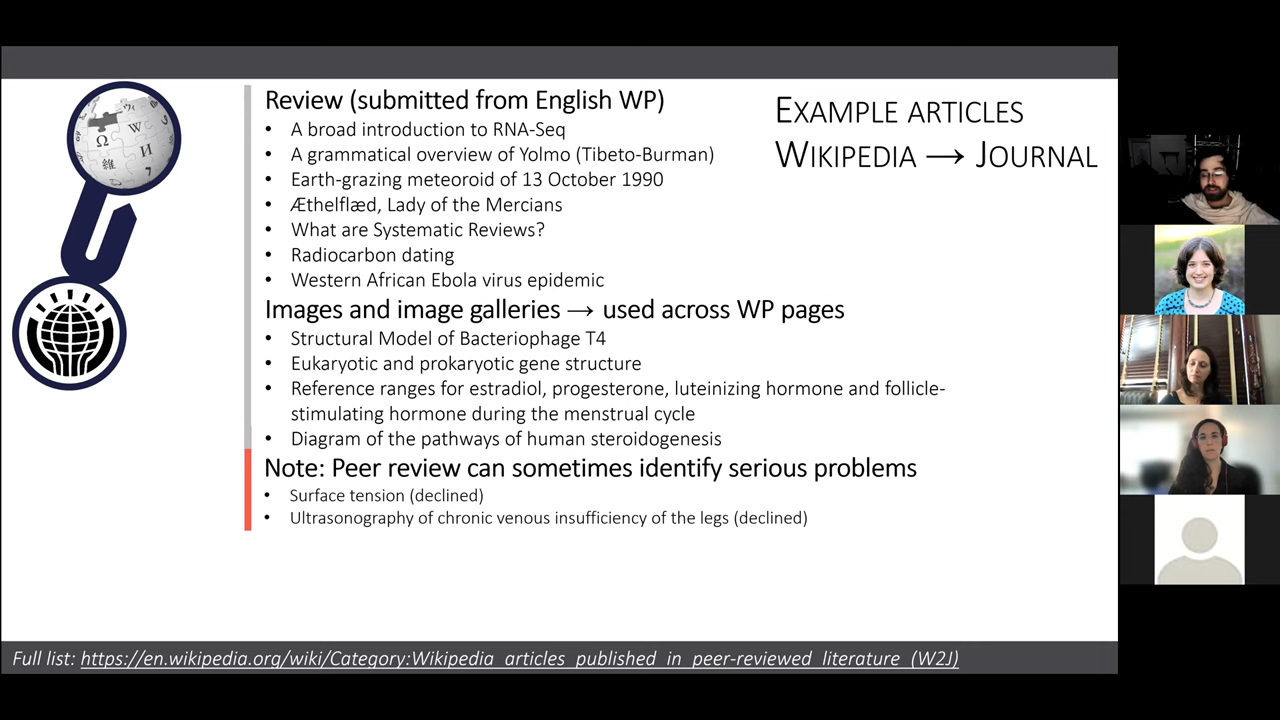 Review (submitted from English WP)
• A broad introduction to RNA-Seq
• A grammatical overview of Yolmo (Tibeto-Burman)
• Earth-grazing meteoroid of 13 October 1990
• Æthelflæd, Lady of the Mercians
• What are Systematic Reviews?
• Radiocarbon dating
• Western African Ebola virus epidemic
Images and image galleries → used across WP pages
• Structural Model of Bacteriophage T4
• Eukaryotic and prokaryotic gene structure
• Reference ranges for estradiol, progesterone, luteinizing hormone and follicle-
stimulating hormone during the menstrual cycle
• Diagram of the pathways of human steroidogenesis
Note: Peer review can sometimes identify serious problems
• Surface tension (declined)
• Ultrasonography of chronic venous insufficiency of the legs (declined)
EXAMPLE ARTICLES
WIKIPEDIA → JOURNAL
Ω
W
И
維
7
Full list: https://en.wikipedia.org/wiki/Category:Wikipedia_articles_published_in_peer-reviewed_literature_(W2J)